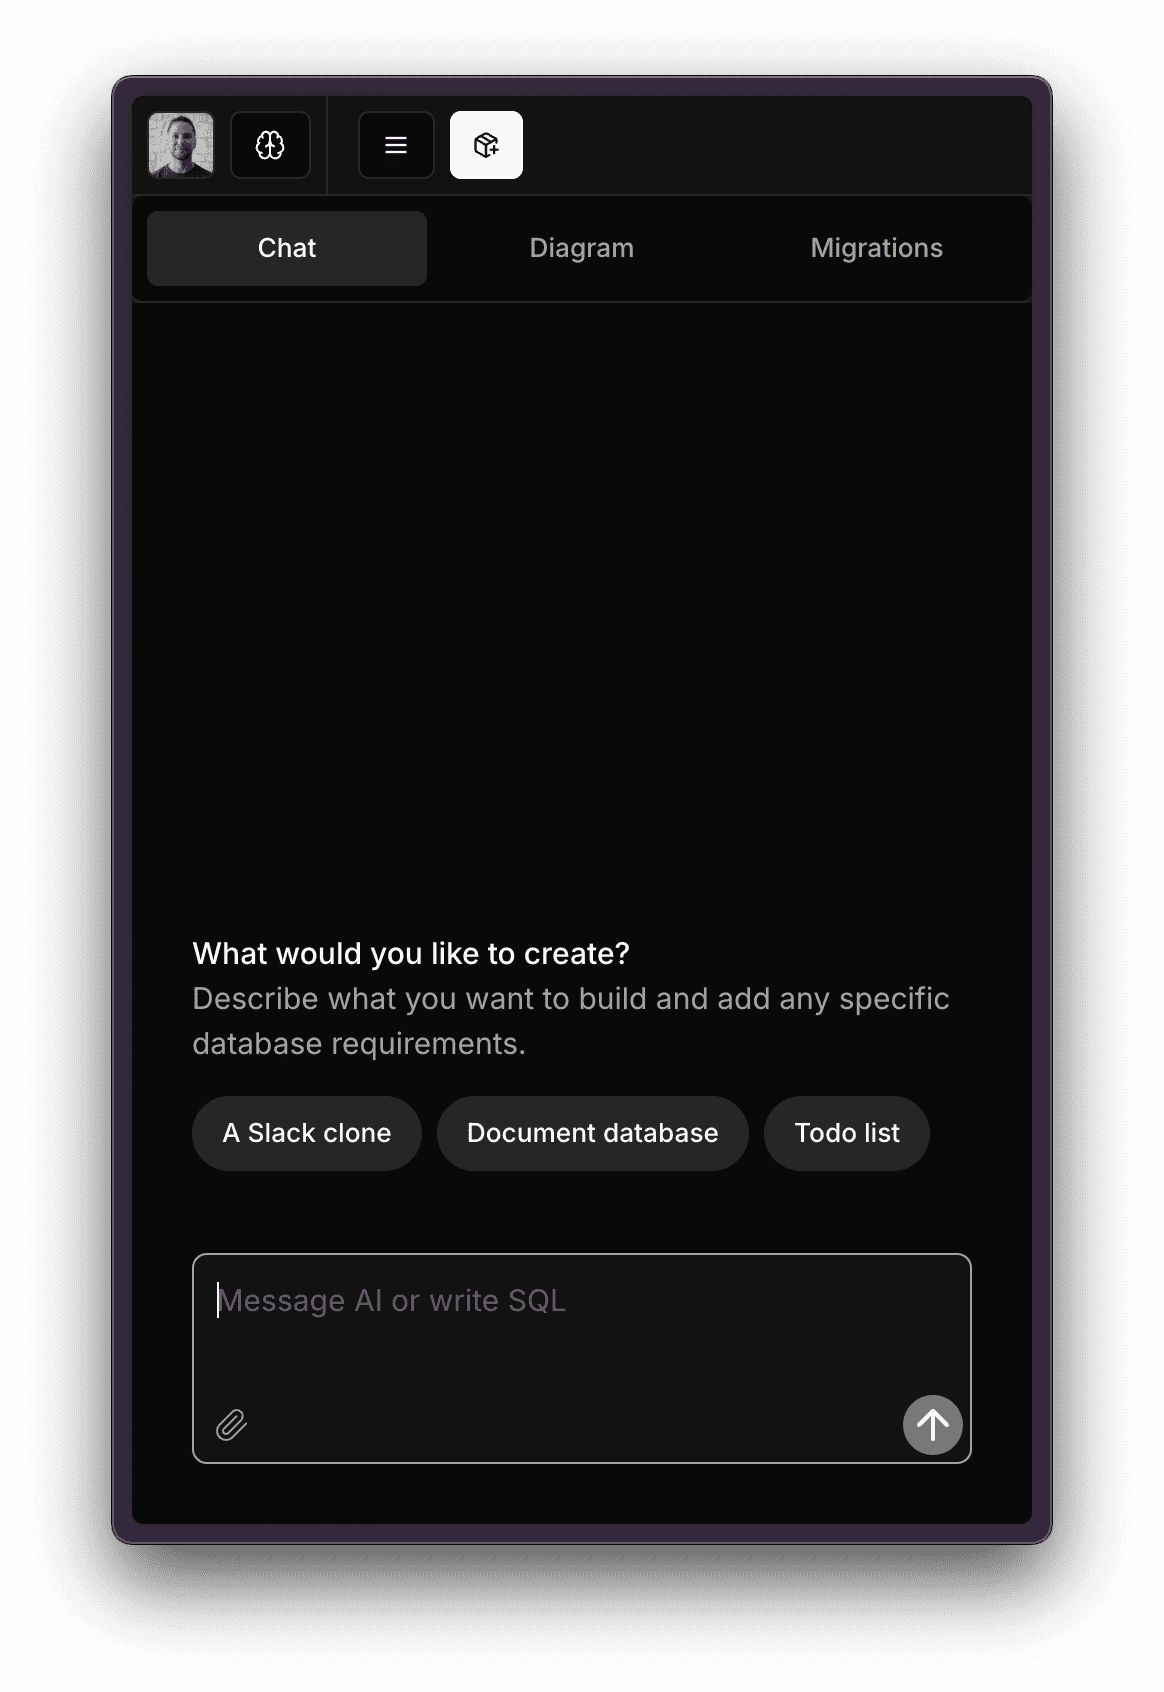 Chat
Diagram
Migrations
What would you like to create?
Describe what you want to build and add any specific
database requirements.
A Slack clone
Document database
Todo list
Message AI or write SQL